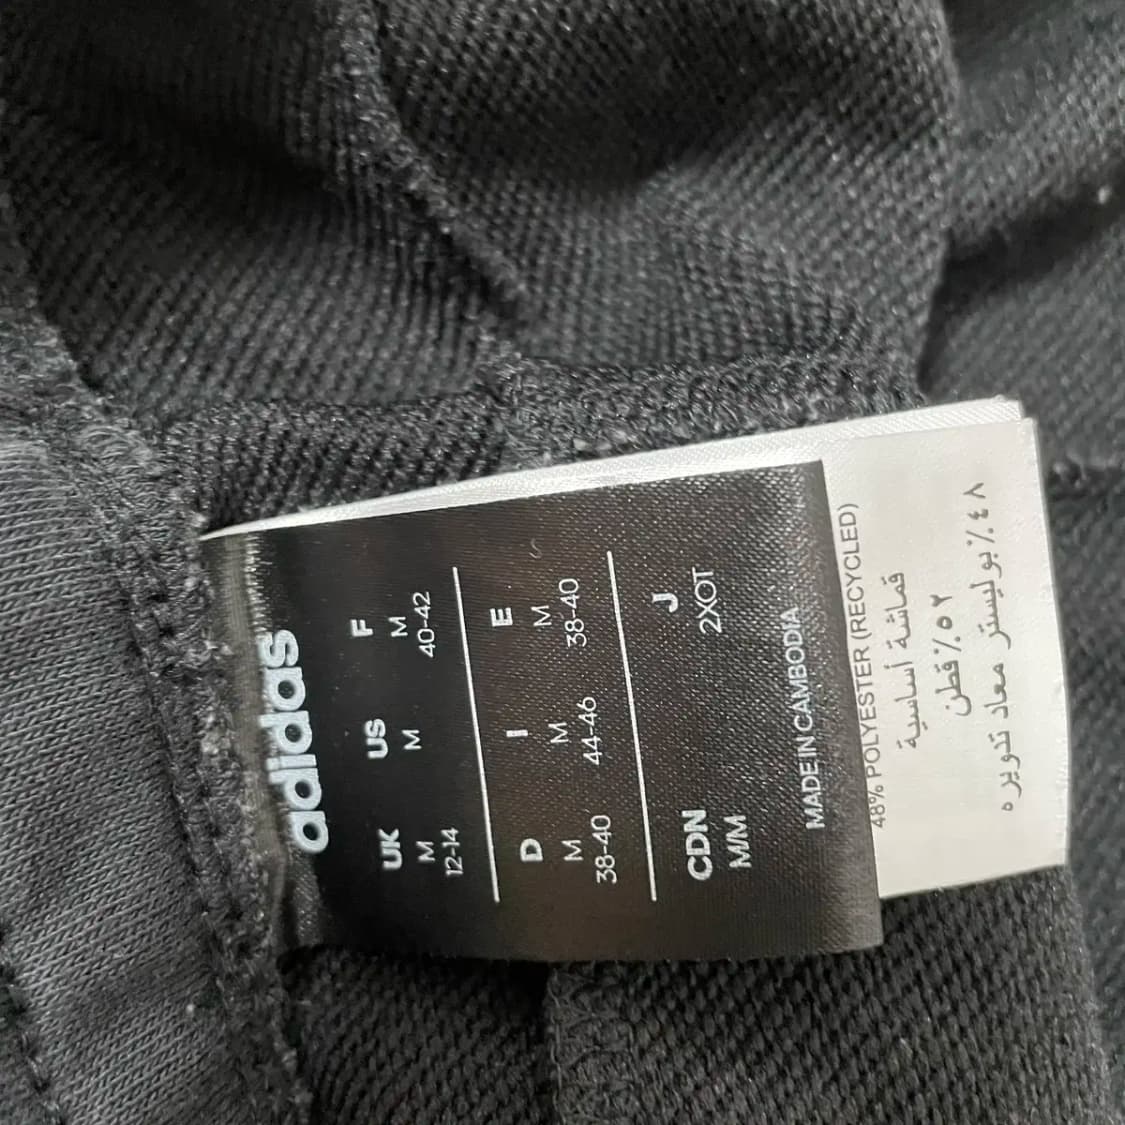 adidas
UK US F
M M M
12-14 40-42
D I E
M M M
38-40 44-46 38-40
CDN J
M/M 2XOT
MADE IN CAMBODIA
48% POLYESTER (RECYCLED)
قماشة أساسية
٥٢٪ قطن
٤٨٪ بوليستر معاد تدويره